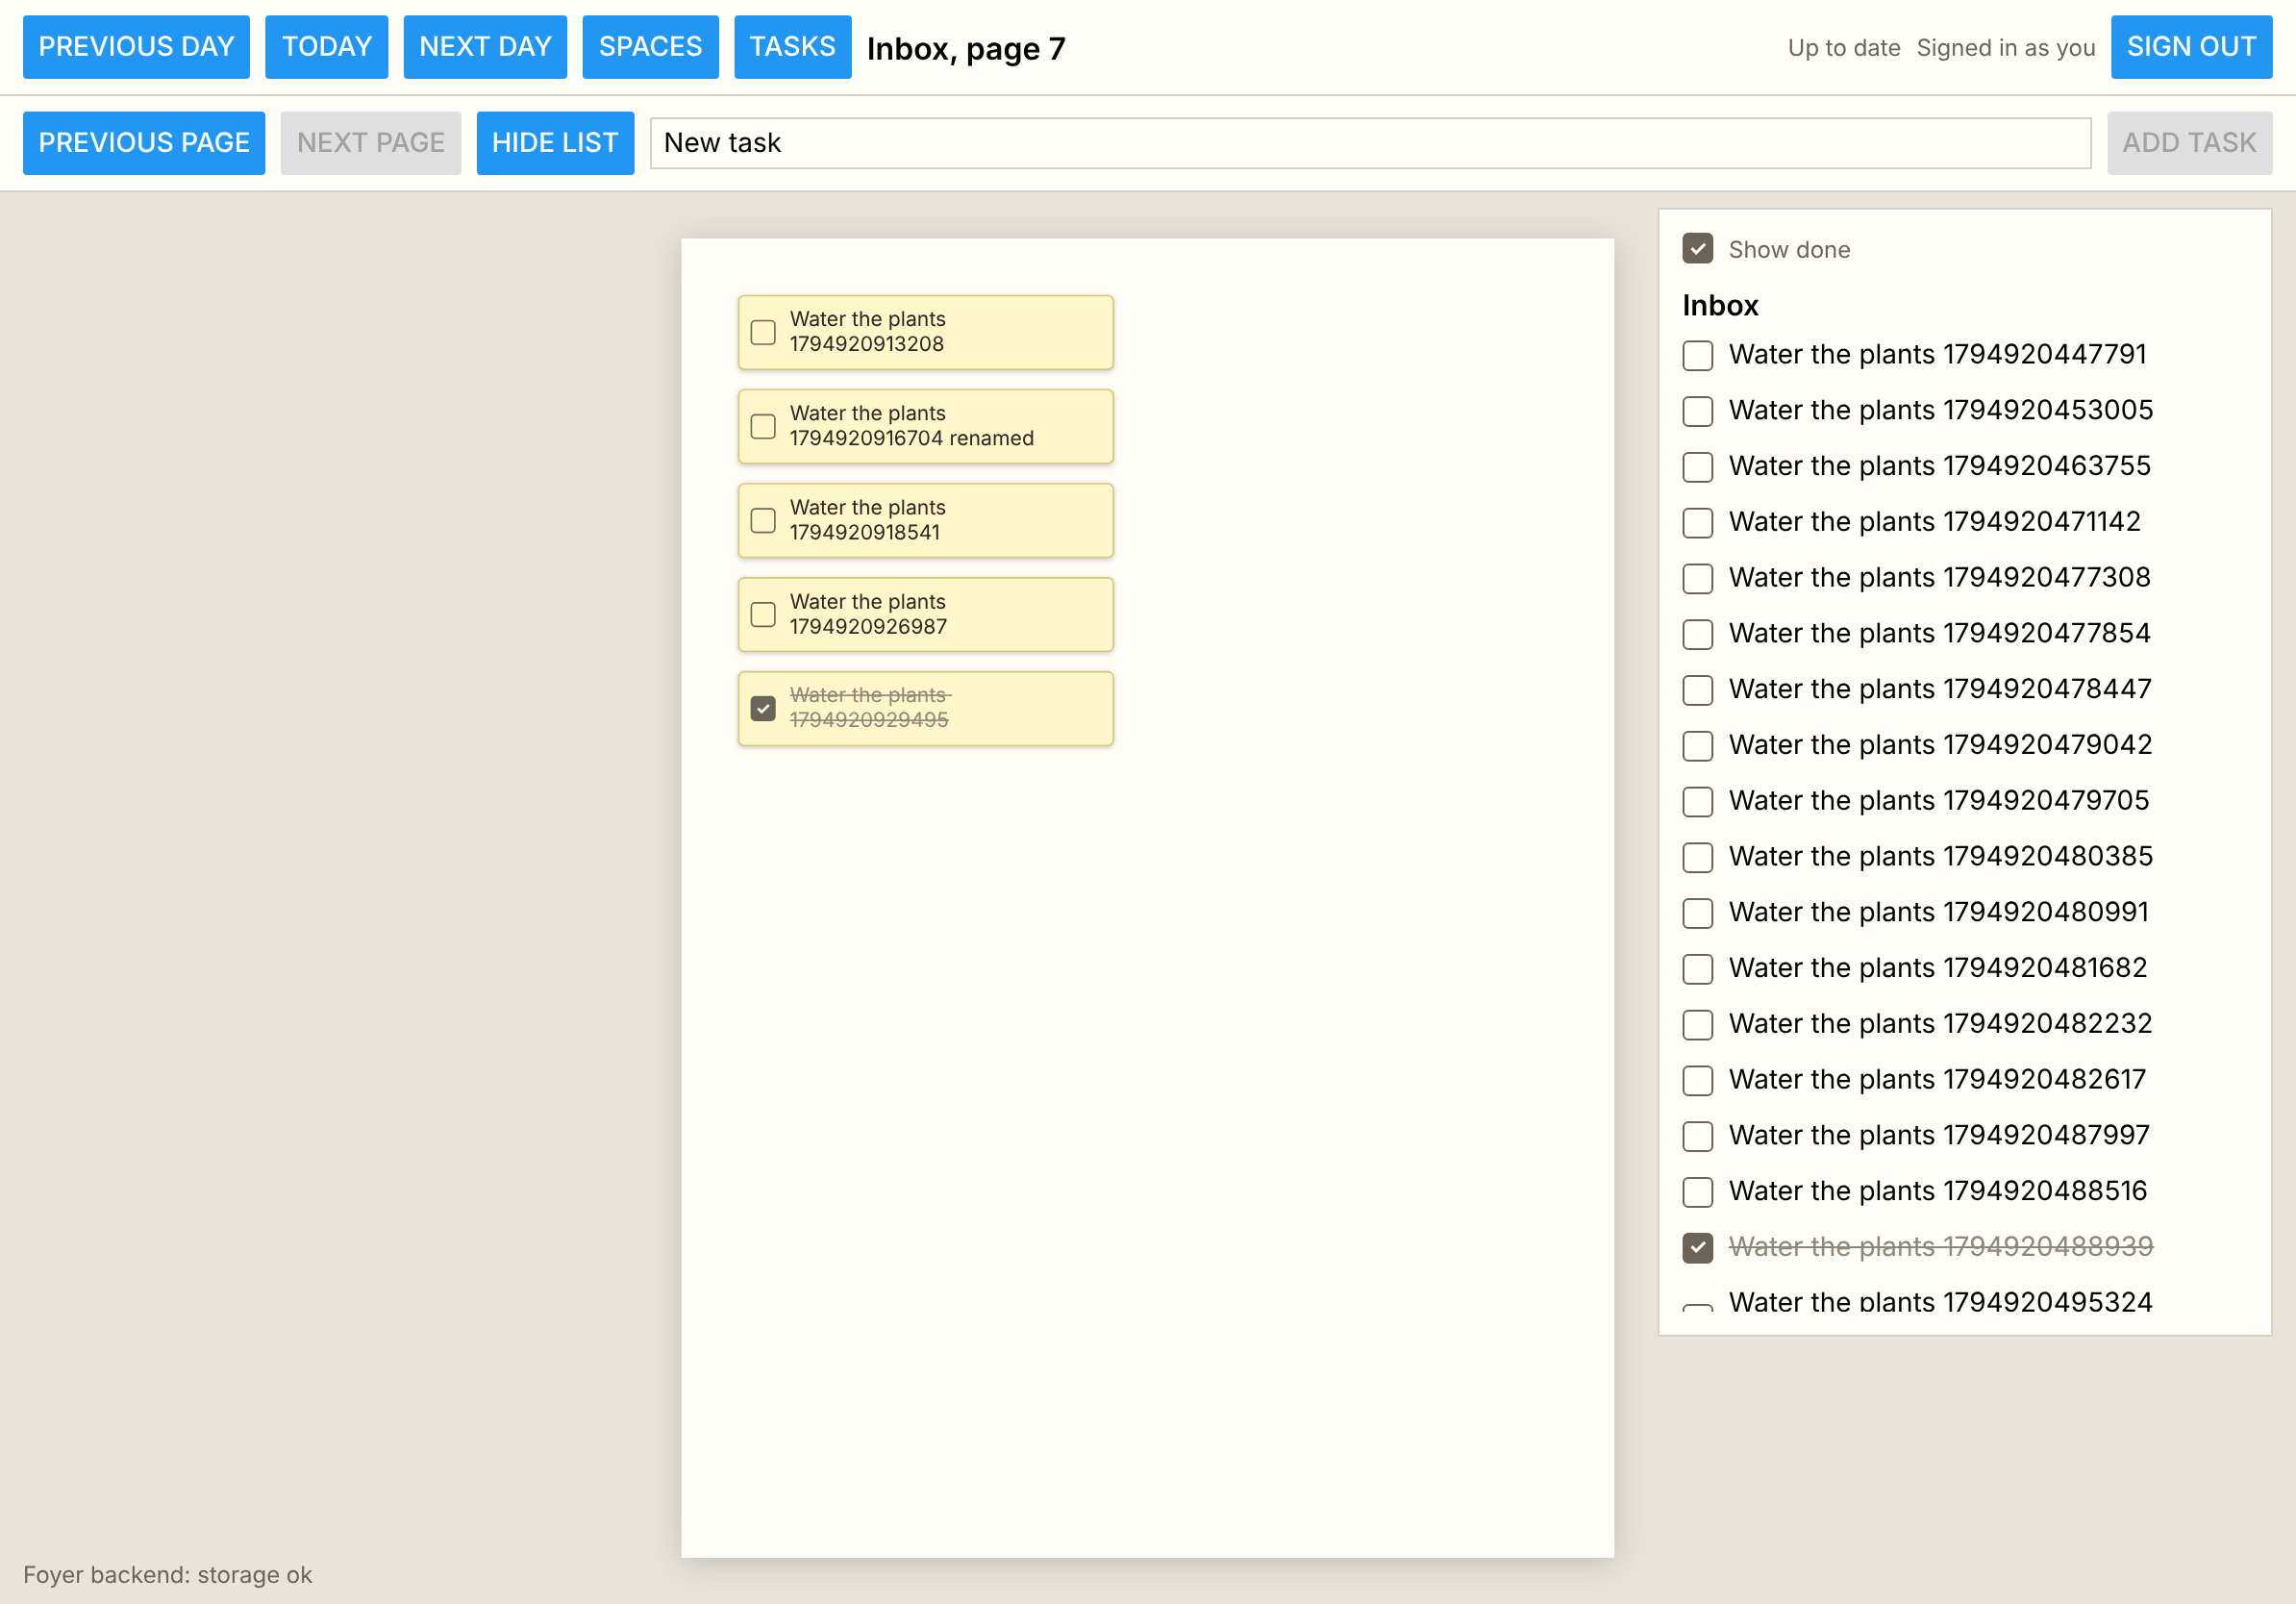 PREVIOUS DAY TODAY NEXT DAY SPACES TASKS Inbox, page 7 Up to date Signed in as you SIGN OUT
PREVIOUS PAGE NEXT PAGE HIDE LIST New task ADD TASK
Water the plants
1794920913208
Water the plants
1794920916704 renamed
Water the plants
1794920918541
Water the plants
1794920926987
Water the plants
1794920929495
Show done
Inbox
Water the plants 1794920447791
Water the plants 1794920453005
Water the plants 1794920463755
Water the plants 1794920471142
Water the plants 1794920477308
Water the plants 1794920477854
Water the plants 1794920478447
Water the plants 1794920479042
Water the plants 1794920479705
Water the plants 1794920480385
Water the plants 1794920480991
Water the plants 1794920481682
Water the plants 1794920482232
Water the plants 1794920482617
Water the plants 1794920487997
Water the plants 1794920488516
Water the plants 1794920488939
Water the plants 1794920495324
Foyer backend: storage ok